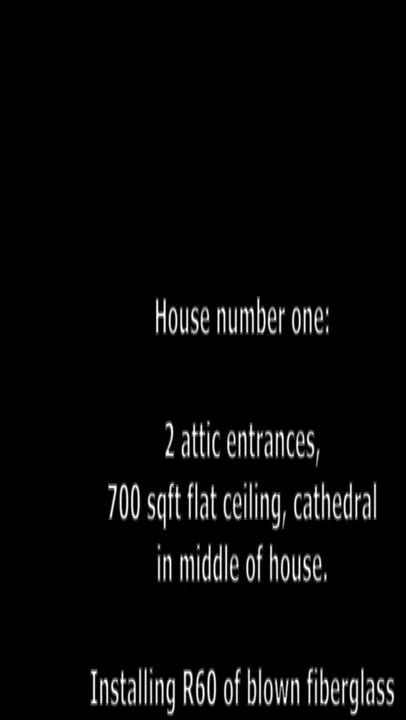 House number one:
2 attic entrances,
700 sqft flat ceiling, cathedral
in middle of house.
Installing R60 of blown fiberglass